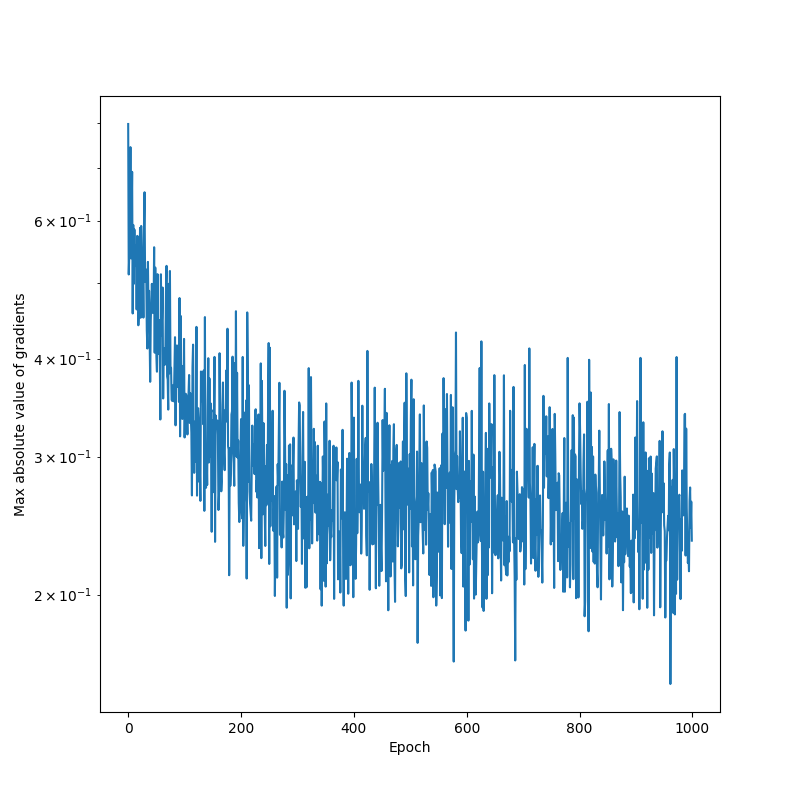 Max absolute value of gradients
6 × 10⁻¹
4 × 10⁻¹
3 × 10⁻¹
2 × 10⁻¹
0 200 400 600 800 1000
Epoch